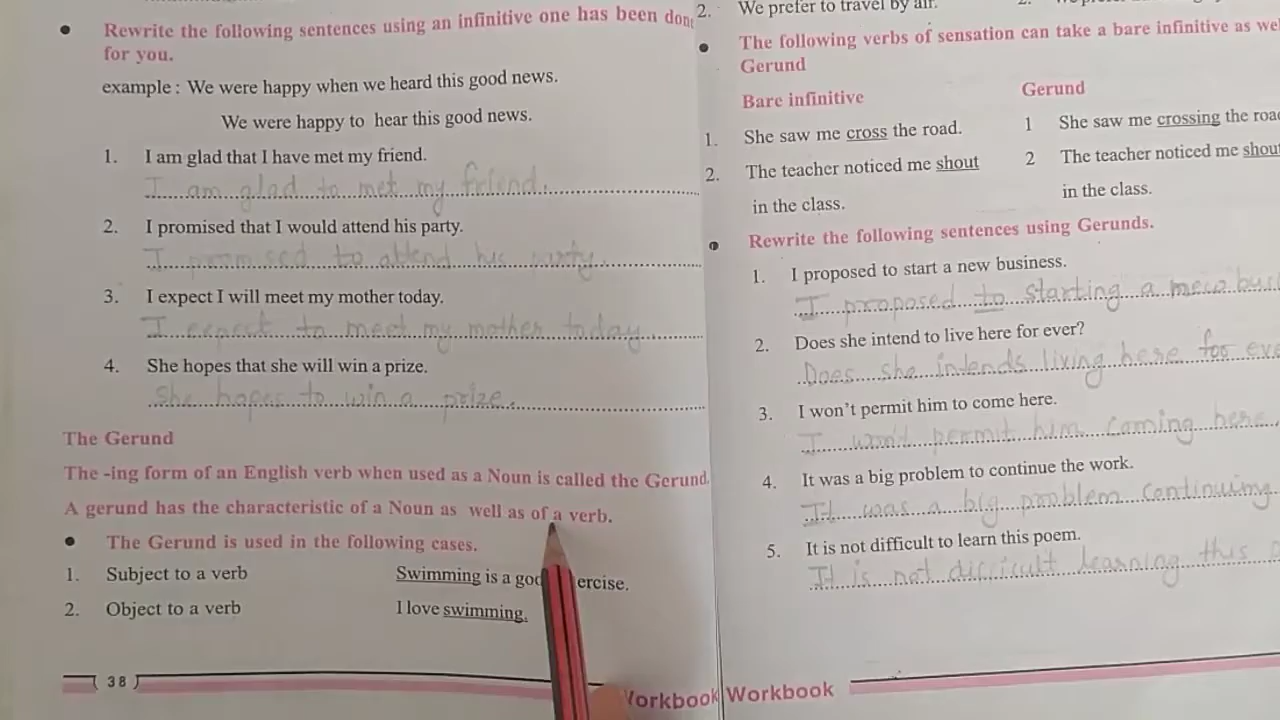 Rewrite the following sentences using an infinitive one has been done
for you.
example : We were happy when we heard this good news.
We were happy to hear this good news.
1. I am glad that I have met my friend.
I am glad to met my friend.
2. I promised that I would attend his party.
I promised to attend his party.
3. I expect I will meet my mother today.
I expect to meet my mother today.
4. She hopes that she will win a prize.
She hopes to win a prize.
The Gerund
The -ing form of an English verb when used as a Noun is called the Gerund.
A gerund has the characteristic of a Noun as well as of a verb.
The Gerund is used in the following cases.
1. Subject to a verb Swimming is a ercise.
2. Object to a verb I love swimming.
( 38 )
Workbook
2. We prefer to travel by air.
The following verbs of sensation can take a bare infinitive as
Gerund
Bare infinitive Gerund
1. She saw me cross the road. 1 She saw me crossing the
2. The teacher noticed me shout 2 The teacher noticed me
in the class. in the class.
Rewrite the following sentences using Gerunds.
1. I proposed to start a new business.
I proposed to starting a
2. Does she intend to live here for ever?
Does she intends living here for
3. I won't permit him to come here.
I won't permit him coming here
4. It was a big problem to continue the work.
It was a big problem continuing
5. It is not difficult to learn this poem.
It is not difficult learning this
Workbook